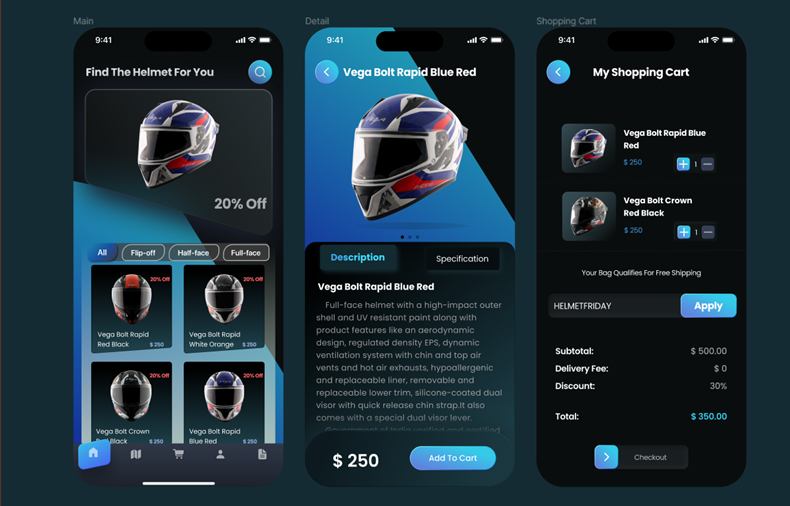 Main
9:41
Find The Helmet For You
20% Off
All
Flip-off
Half-face
Full-face
20% Off
Vega Bolt Rapid
Red Black
$ 250
20% Off
Vega Bolt Rapid
White Orange
$ 250
20% Off
Vega Bolt Crown
Black
$ 250
20% Off
Vega Bolt Rapid
Blue Red
$ 250
Detail
9:41
Vega Bolt Rapid Blue Red
Description
Specification
Vega Bolt Rapid Blue Red
Full-face helmet with a high-impact outer
shell and UV resistant paint along with
product features like an aerodynamic
design, regulated density EPS, dynamic
ventilation system with chin and top air
vents and hot air exhausts, hypoallergenic
and replaceable liner, removable and
replaceable lower trim, silicone-coated dual
visor with quick release chin strap.It also
comes with a special dual visor lever.
Government of India verified and certified
$ 250
Add To Cart
Shopping Cart
9:41
My Shopping Cart
Vega Bolt Rapid Blue
Red
$ 250
1
Vega Bolt Crown
Red Black
$ 250
1
Your Bag Qualifies For Free Shipping
HELMETFRIDAY
Apply
Subtotal:
$ 500.00
Delivery Fee:
$ 0
Discount:
30%
Total:
$ 350.00
Checkout